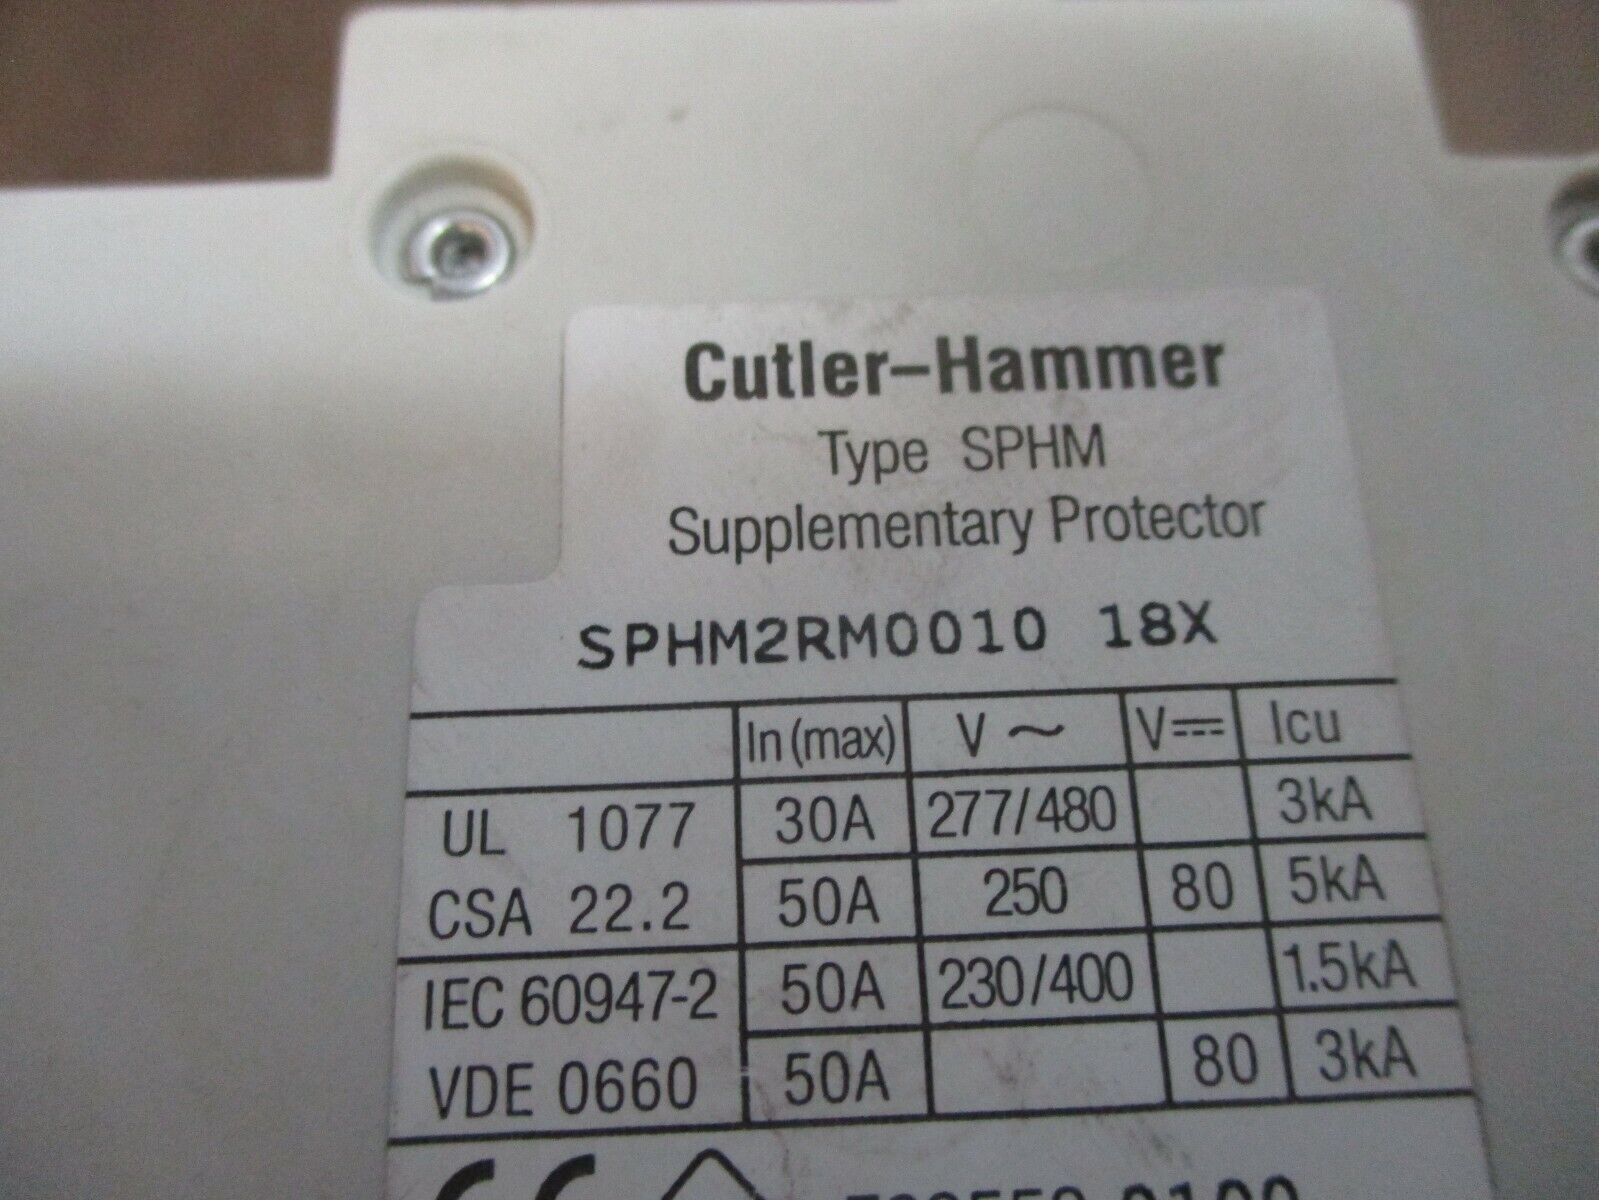 Cutler-Hammer
Type SPHM
Supplementary Protector
SPHM2RM0010 18X
In (max) V ~ V⎓ Icu
UL 1077 30A 277/480 3kA
CSA 22.2 50A 250 80 5kA
IEC 60947-2 50A 230/400 1.5kA
VDE 0660 50A 80 3kA
CE